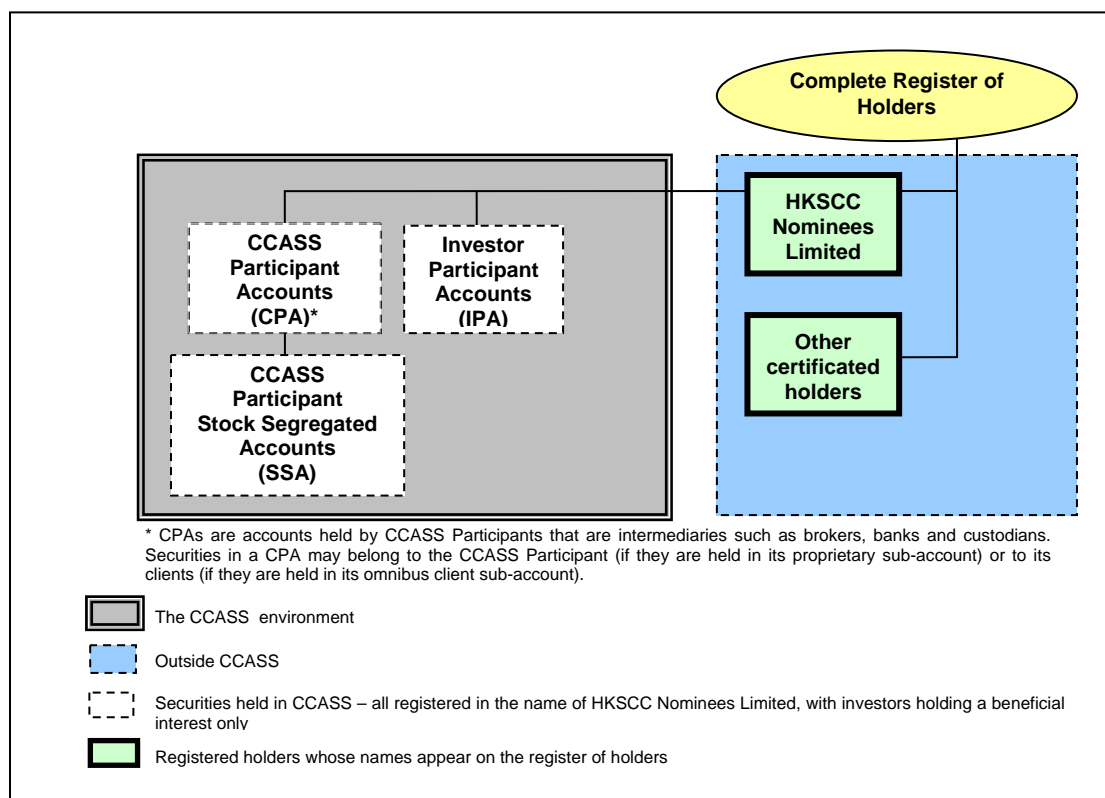 Complete Register of
Holders
HKSCC
Nominees
Limited
CCASS
Participant
Accounts
(CPA)*
Investor
Participant
Accounts
(IPA)
Other
certificated
holders
CCASS
Participant
Stock Segregated
Accounts
(SSA)
* CPAs are accounts held by CCASS Participants that are intermediaries such as brokers, banks and custodians.
Securities in a CPA may belong to the CCASS Participant (if they are held in its proprietary sub-account) or to its
clients (if they are held in its omnibus client sub-account).
The CCASS environment
Outside CCASS
Securities held in CCASS – all registered in the name of HKSCC Nominees Limited, with investors holding a beneficial
interest only
Registered holders whose names appear on the register of holders